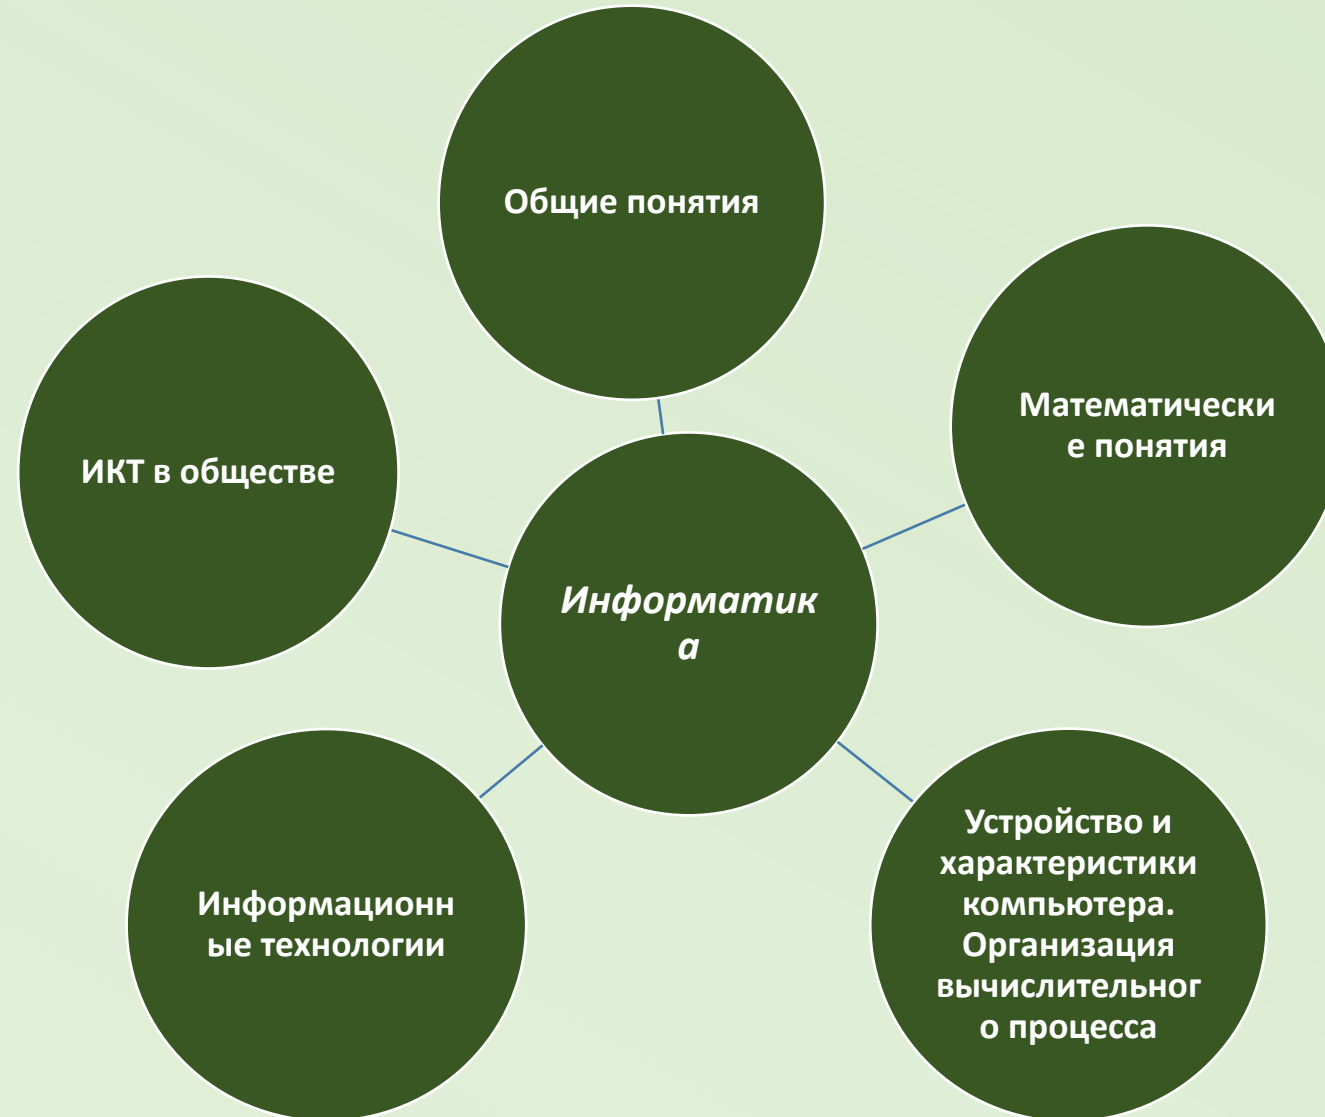 Общие понятия
Математически
е понятия
ИКТ в обществе
Информатик
а
Устройство и
характеристики
компьютера.
Организация
вычислительног
о процесса
Информационн
ые технологии